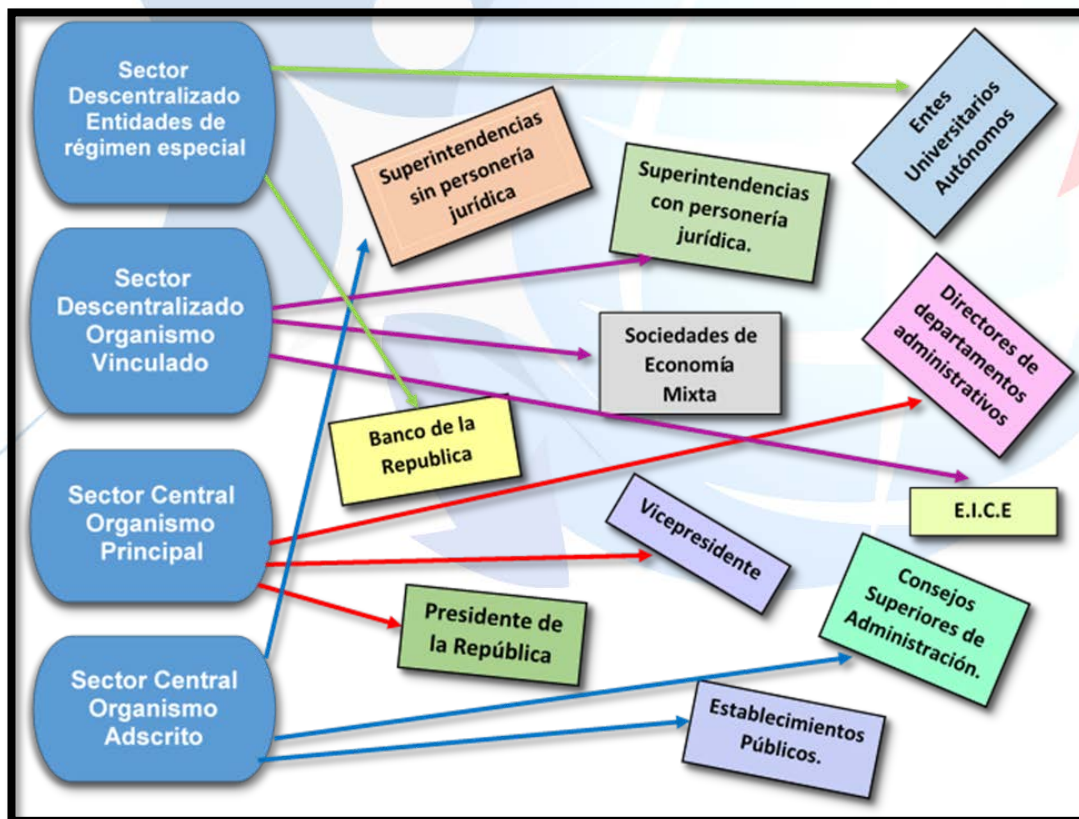 Sector
Descentralizado
Entidades de
régimen especial
Sector
Descentralizado
Organismo
Vinculado
Sector Central
Organismo
Principal
Sector Central
Organismo
Adscrito
Superintendencias
sin personería
jurídica
Superintendencias
con personería
jurídica.
Entes
Universitarios
Autónomos
Sociedades de
Economía
Mixta
Directores de
departamentos
administrativos
Banco de la
Republica
E.I.C.E
Vicepresidente
Presidente de
la República
Consejos
Superiores de
Administración.
Establecimientos
Públicos.